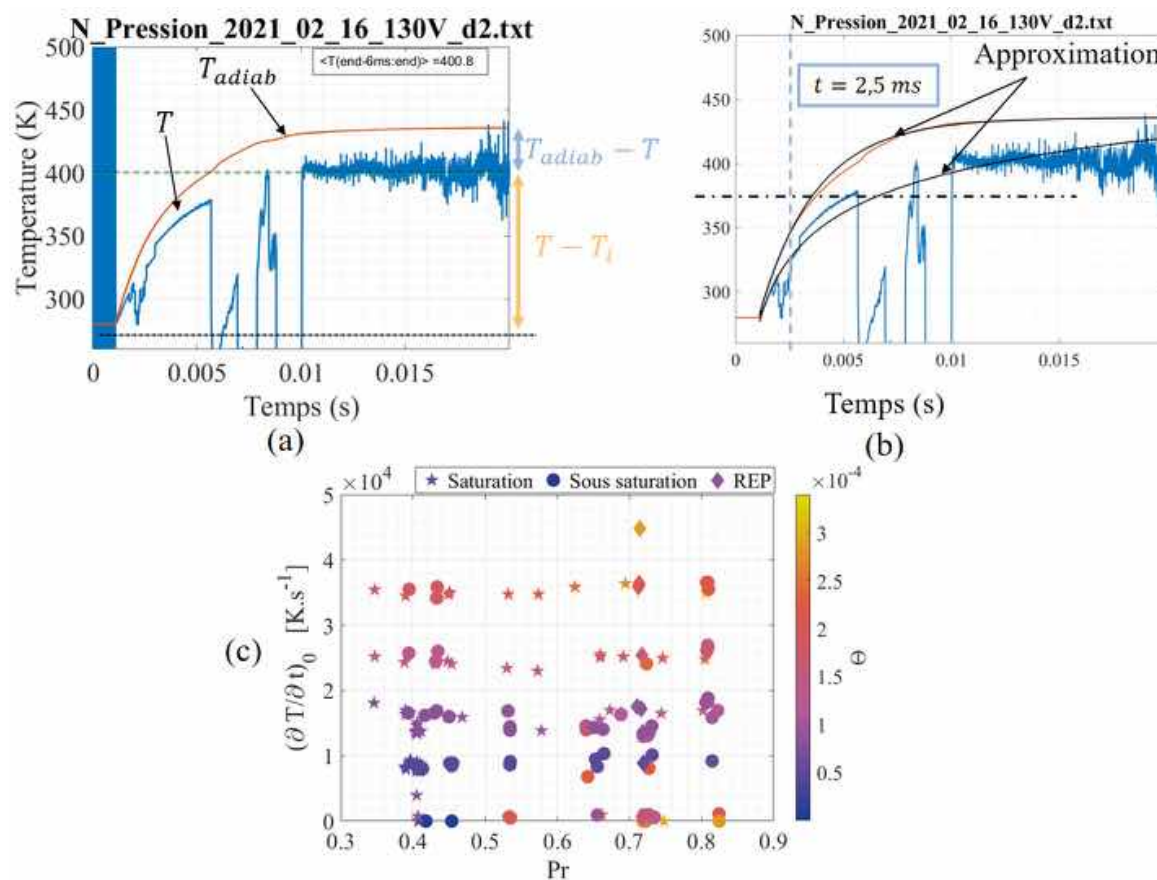 N_Pression_2021_02_16_130V_d2.txt
500
450
400
350
300
Temperature (K)
<T(end-6ms:end)> =400.8
T_adiab
T
T_adiab − T
T − T_i
0
0.005
0.01
0.015
Temps (s)
(a)
N_Pression_2021_02_16_130V_d2.txt
500
450
400
350
300
Approximation
t = 2,5 ms
0
0.005
0.01
0.015
Temps (s)
(b)
×10⁴
Saturation
Sous saturation
REP
×10⁻⁴
5
4
3
2
1
0
(∂ T/∂ t)₀ [K.s⁻¹]
(c)
0.3
0.4
0.5
0.6
0.7
0.8
0.9
Pr
3
2.5
2
1.5
1
0.5
Θ